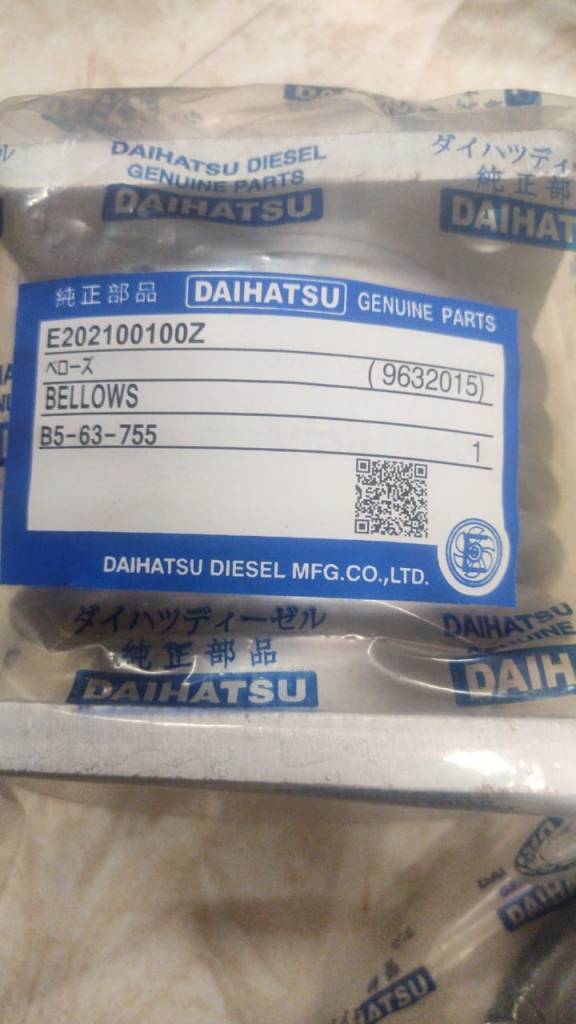 DAIHATSU DIESEL
GENUINE PARTS
DAIHATSU
ダイハツディ
純正部
DAIHAT
純正部品 DAIHATSU GENUINE PARTS
E202100100Z
ベローズ (9632015)
BELLOWS
B5-63-755 1
DAIHATSU DIESEL MFG.CO.,LTD.
ダイハツディーゼル
純正部品
DAIHATSU
DAIHATSU
DAIH
DAIH
ATSU